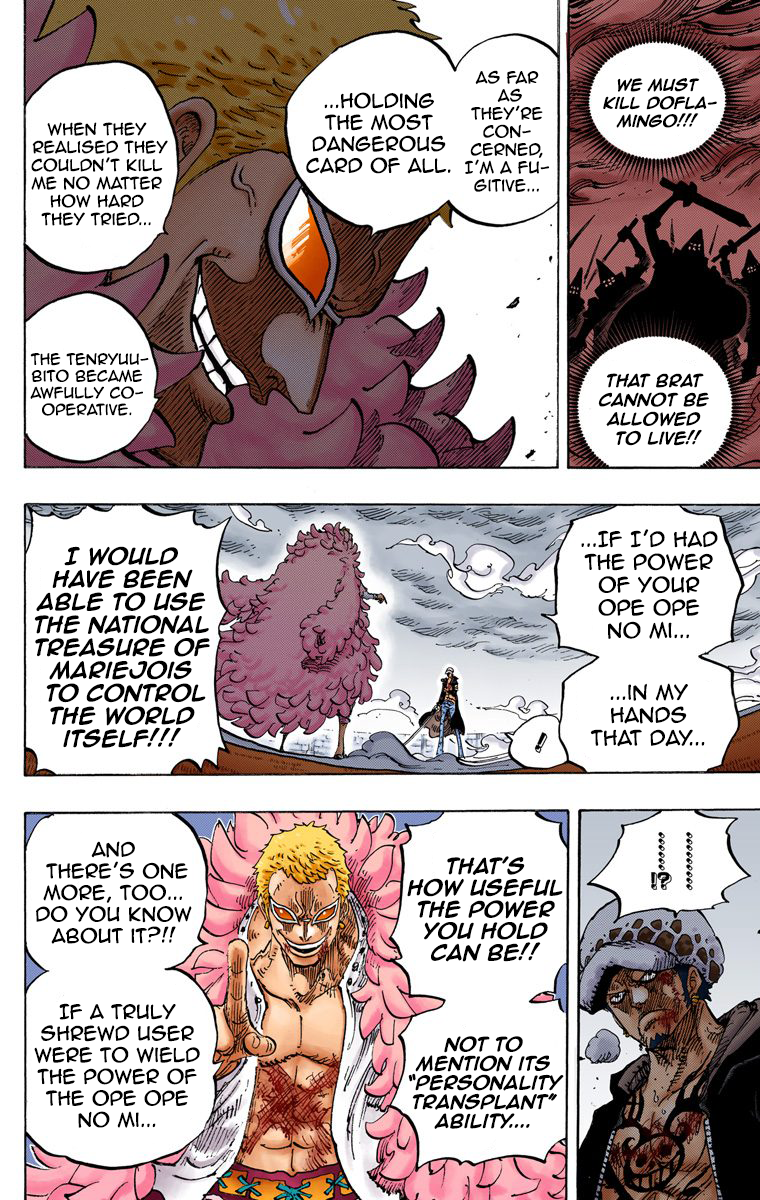 WE MUST
KILL DOFLA-
MINGO!!!
THAT BRAT
CANNOT BE
ALLOWED
TO LIVE!!
AS FAR
AS
THEY'RE
CON-
CERNED,
I'M A FU-
GITIVE...
...HOLDING
THE MOST
DANGEROUS
CARD OF ALL.
WHEN THEY
REALISED THEY
COULDN'T KILL
ME NO MATTER
HOW HARD
THEY TRIED...
THE TENRYUU-
BITO BECAME
AWFULLY CO-
OPERATIVE.
...IF I'D HAD
THE POWER
OF YOUR
OPE OPE
NO MI...
...IN MY
HANDS
THAT DAY...
!
I WOULD
HAVE BEEN
ABLE TO USE
THE NATIONAL
TREASURE OF
MARIEJOIS
TO CONTROL
THE WORLD
ITSELF!!!
......
......!?
THAT'S
HOW USEFUL
THE POWER
YOU HOLD
CAN BE!!
NOT TO
MENTION ITS
"PERSONALITY
TRANSPLANT"
ABILITY....
AND
THERE'S ONE
MORE, TOO...
DO YOU KNOW
ABOUT IT?!!
IF A TRULY
SHREWD USER
WERE TO WIELD
THE POWER OF
THE OPE OPE
NO MI...